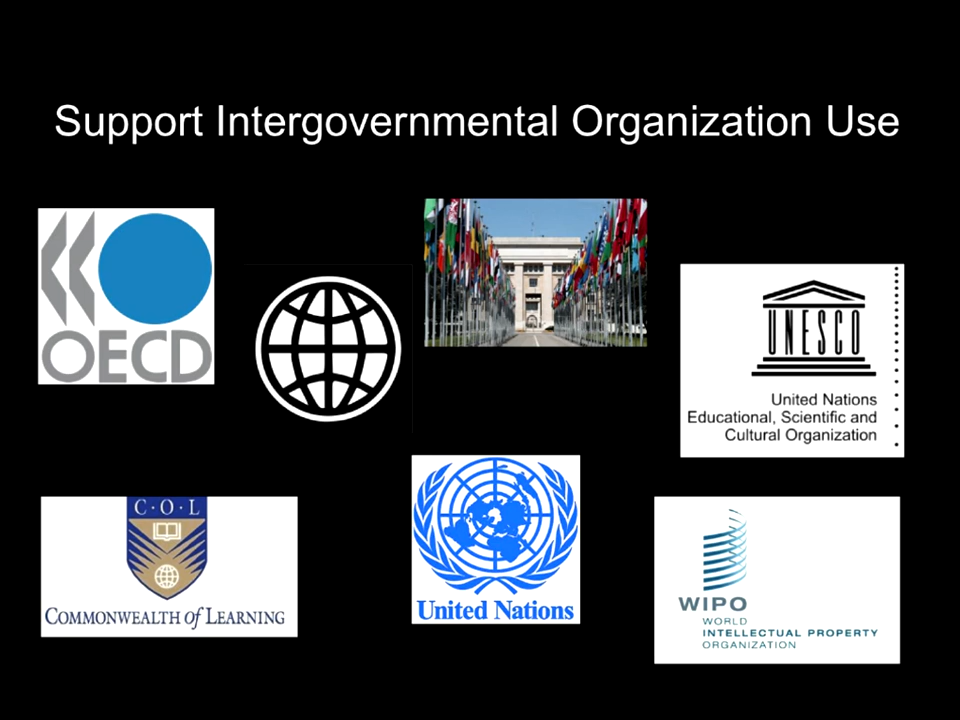 Support Intergovernmental Organization Use
OECD
UNESCO
United Nations
Educational, Scientific and
Cultural Organization
C·O·L
COMMONWEALTH of LEARNING
United Nations
WIPO
WORLD
INTELLECTUAL PROPERTY
ORGANIZATION